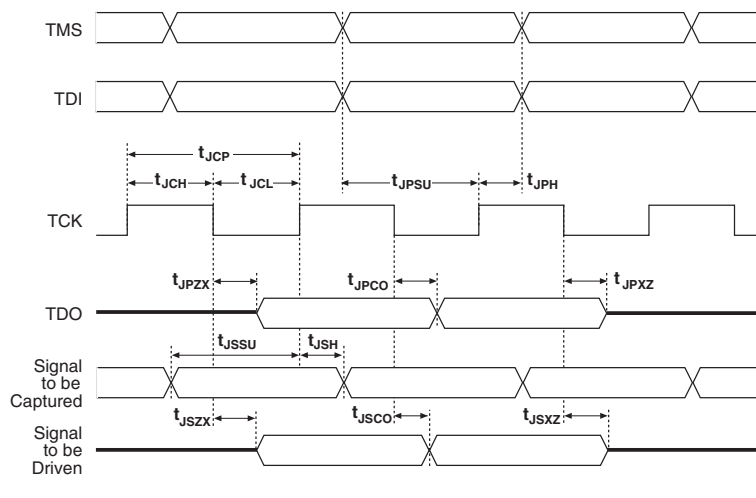 TMS
TDI
tJCP
tJCH tJCL tJPSU tJPH
TCK
tJPZX tJPCO tJPXZ
TDO
tJSSU tJSH
Signal
to be
Captured
tJSZX tJSCO tJSXZ
Signal
to be
Driven